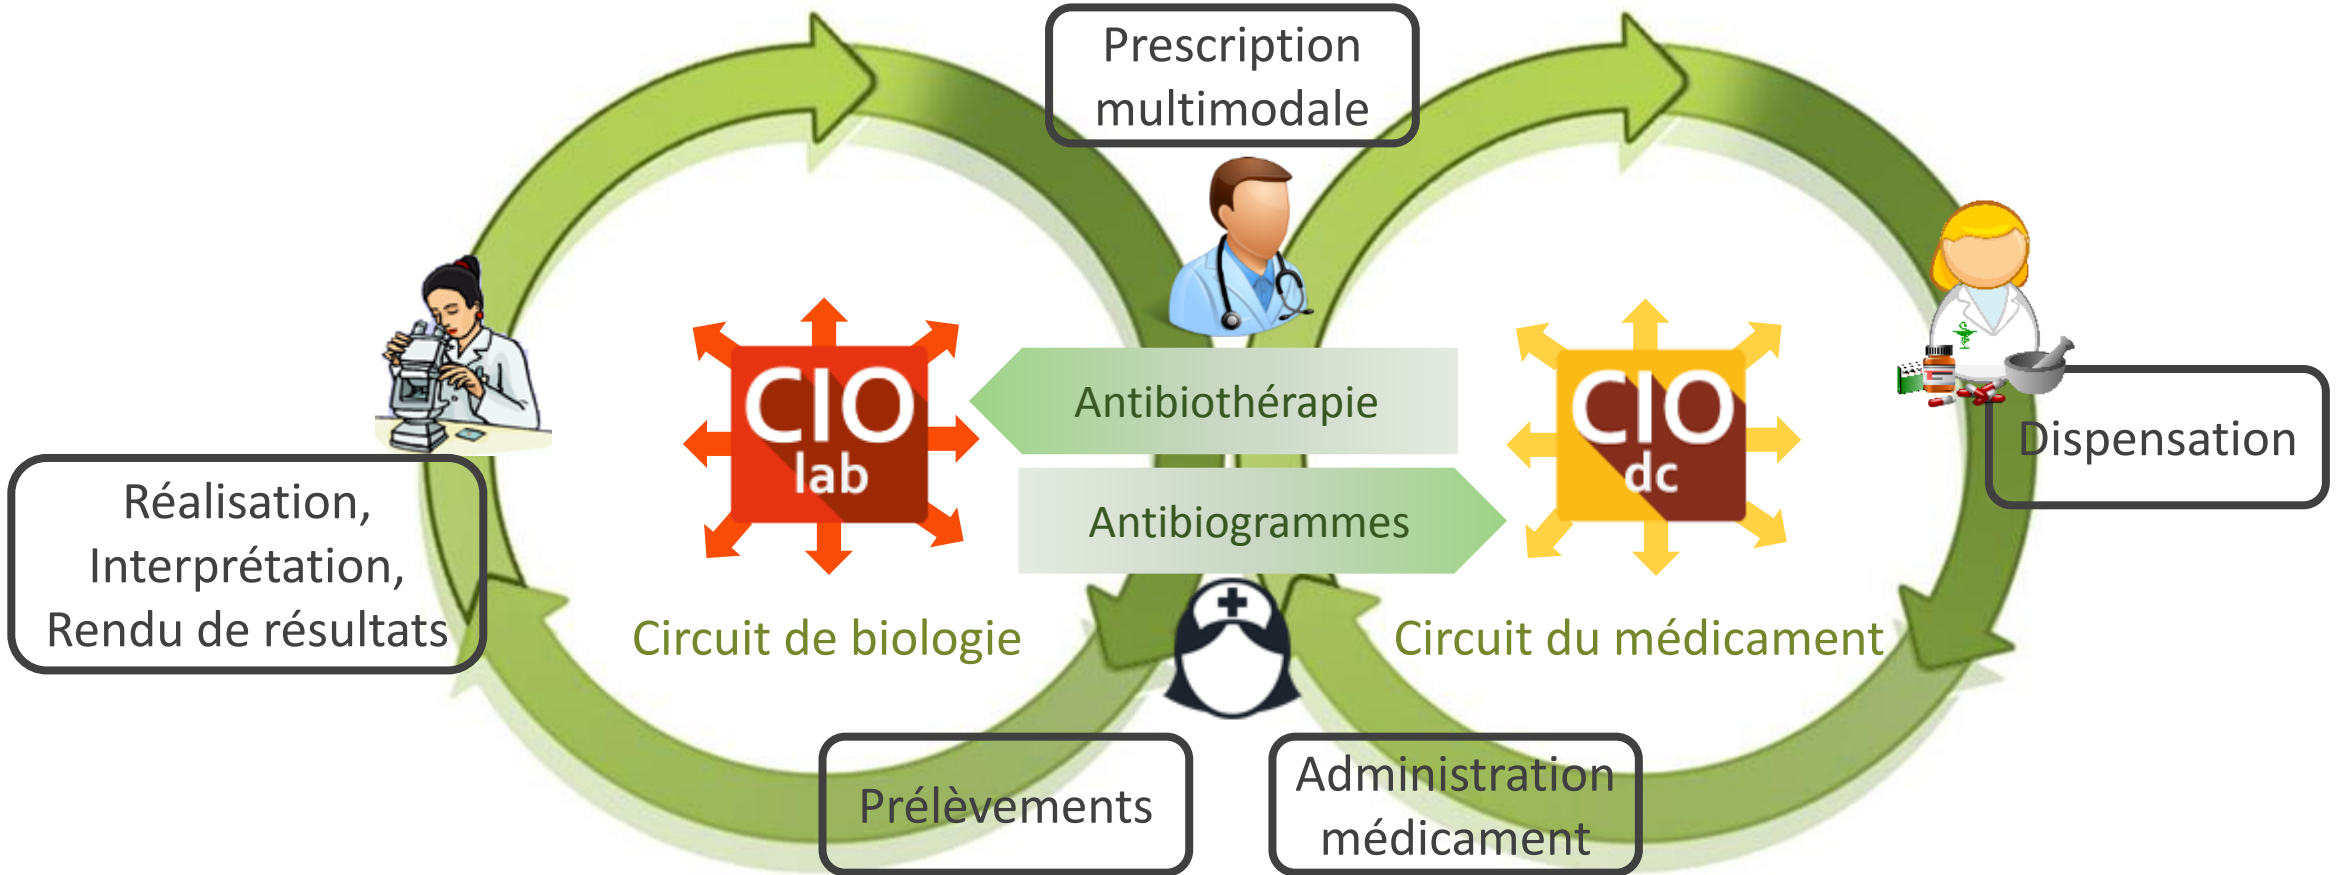 Prescription
multimodale
Antibiothérapie
CIO
lab
CIO
dc
Dispensation
Antibiogrammes
Réalisation,
Interprétation,
Rendu de résultats
Circuit de biologie
Circuit du médicament
Prélèvements
Administration
médicament